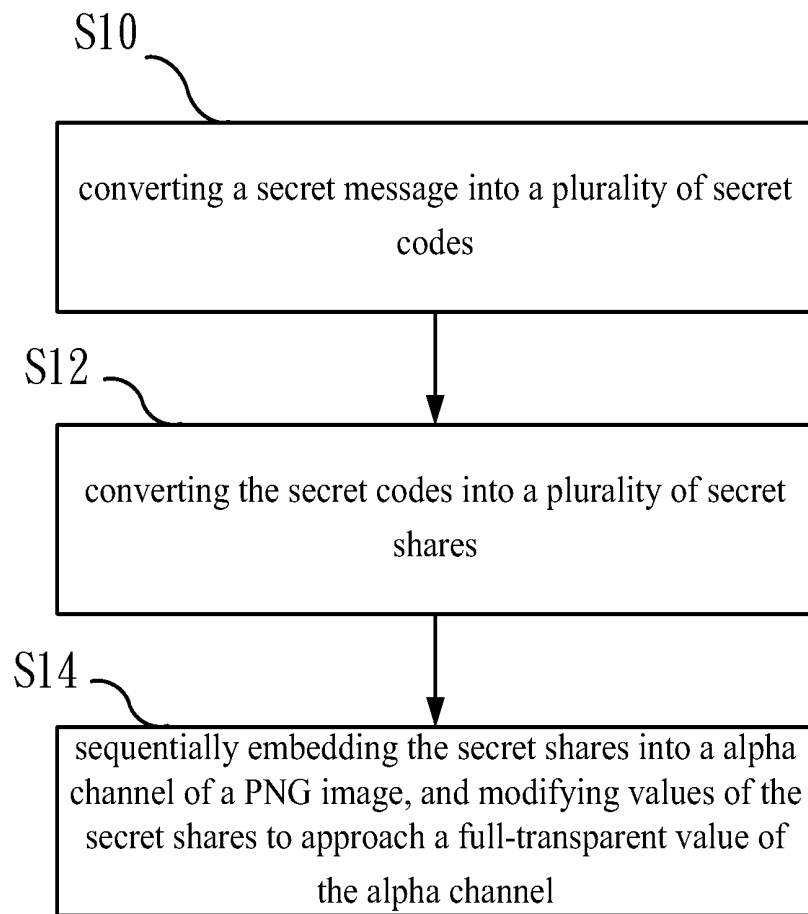 S10
converting a secret message into a plurality of secret
codes
S12
converting the secret codes into a plurality of secret
shares
S14
sequentially embedding the secret shares into a alpha
channel of a PNG image, and modifying values of the
secret shares to approach a full-transparent value of
the alpha channel